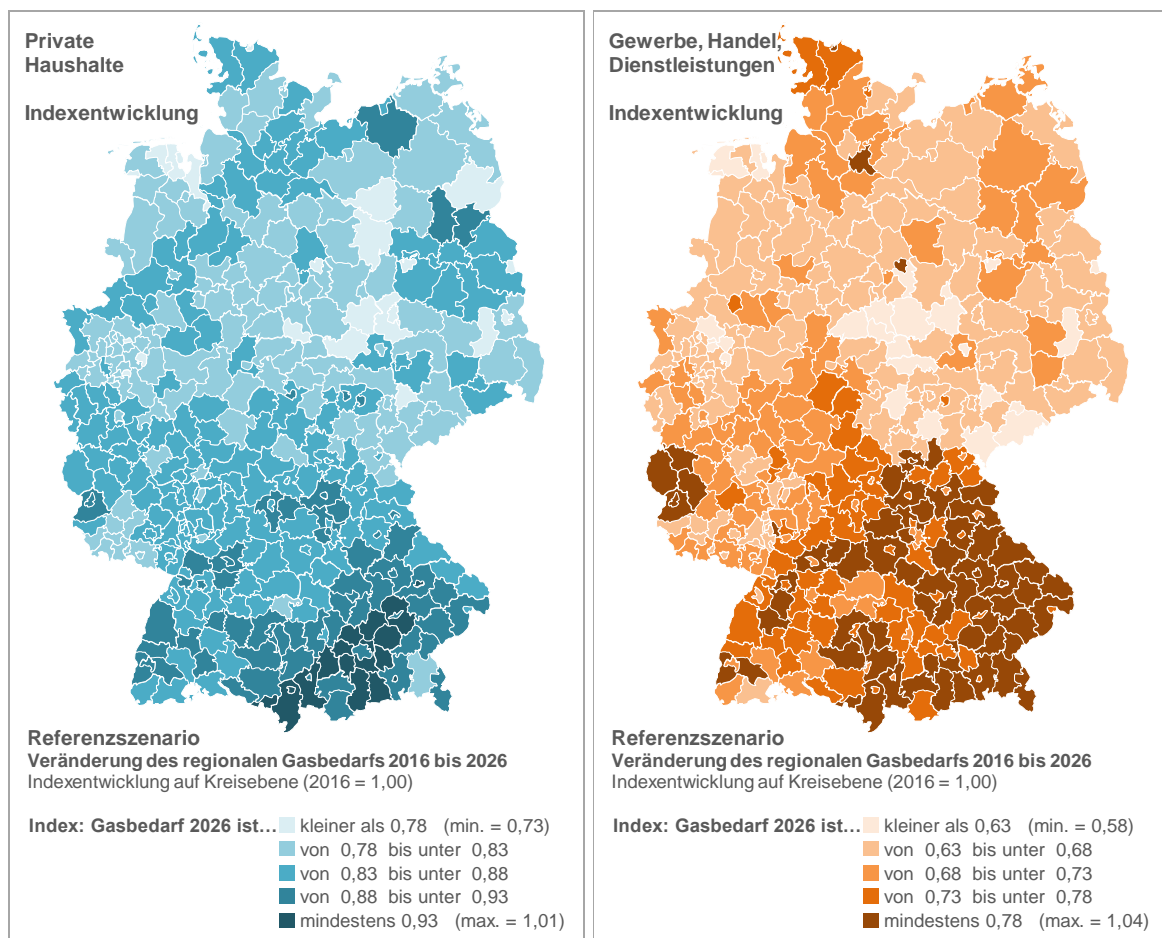 Private
Haushalte
Indexentwicklung
Referenzszenario
Veränderung des regionalen Gasbedarfs 2016 bis 2026
Indexentwicklung auf Kreisebene (2016 = 1,00)
Index: Gasbedarf 2026 ist… kleiner als 0,78 (min. = 0,73)
von 0,78 bis unter 0,83
von 0,83 bis unter 0,88
von 0,88 bis unter 0,93
mindestens 0,93 (max. = 1,01)
Gewerbe, Handel,
Dienstleistungen
Indexentwicklung
Referenzszenario
Veränderung des regionalen Gasbedarfs 2016 bis 2026
Indexentwicklung auf Kreisebene (2016 = 1,00)
Index: Gasbedarf 2026 ist… kleiner als 0,63 (min. = 0,58)
von 0,63 bis unter 0,68
von 0,68 bis unter 0,73
von 0,73 bis unter 0,78
mindestens 0,78 (max. = 1,04)